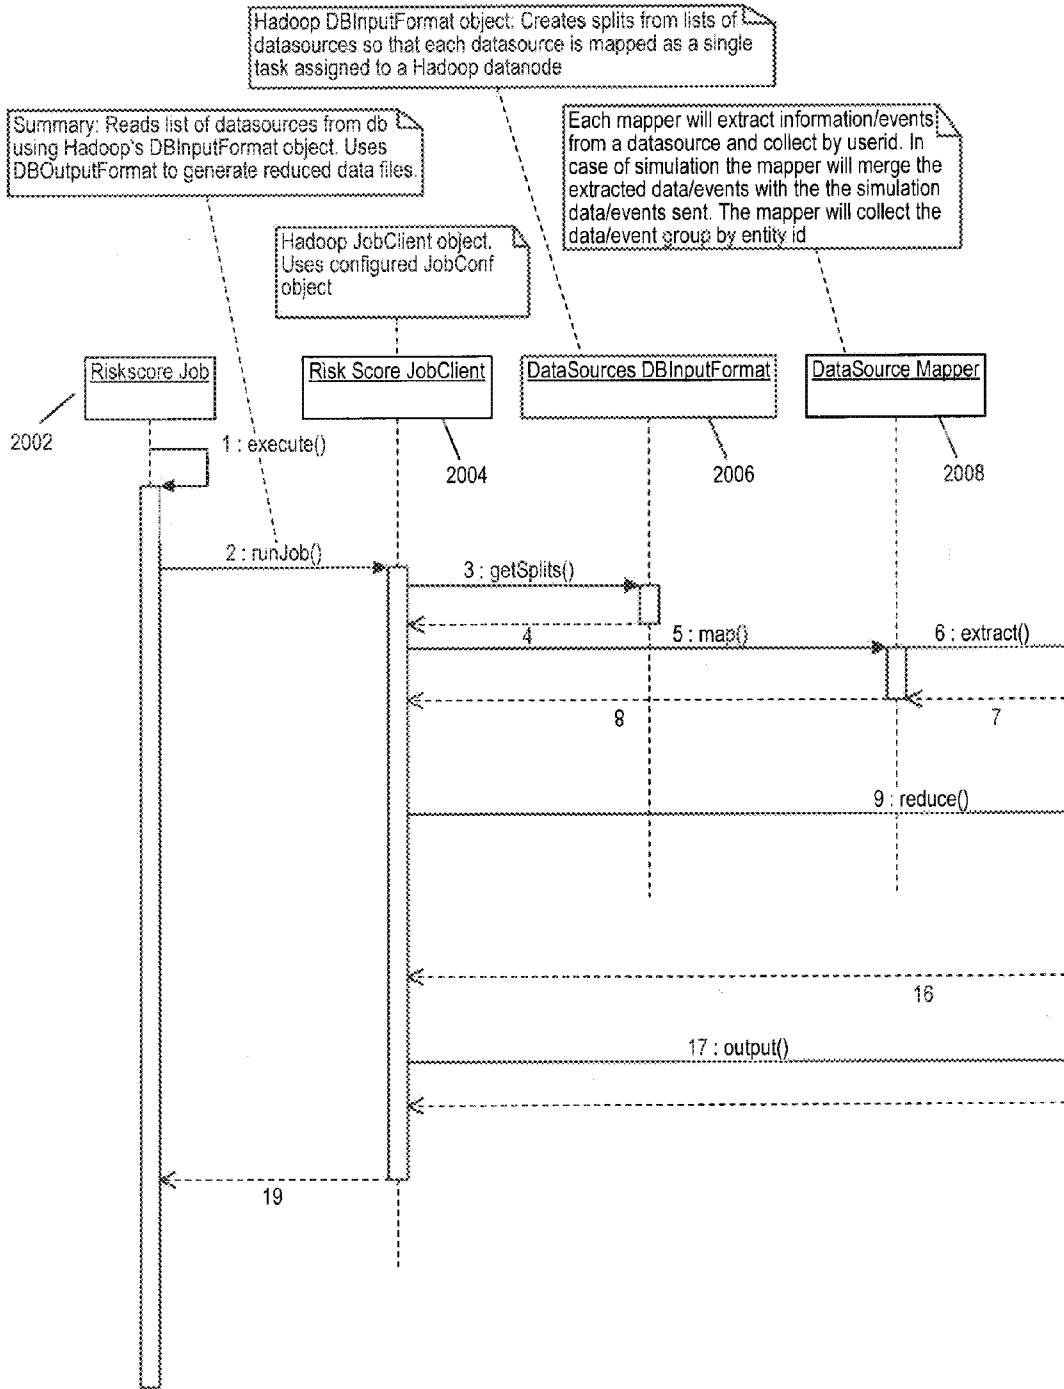 Hadoop DBInputFormat object: Creates splits from lists of
datasources so that each datasource is mapped as a single
task assigned to a Hadoop datanode
Summary: Reads list of datasources from db
using Hadoop's DBInputFormat object. Uses
DBOutputFormat to generate reduced data files.
Each mapper will extract information/events
from a datasource and collect by userid. In
case of simulation the mapper will merge the
extracted data/events with the the simulation
data/events sent. The mapper will collect the
data/event group by entity id
Hadoop JobClient object.
Uses configured JobConf
object
Riskscore Job
Risk Score JobClient
DataSources DBInputFormat
DataSource Mapper
2002
1 : execute()
2004
2006
2008
2 : runJob()
3 : getSplits()
4
5 : map()
6 : extract()
8
7
9 : reduce()
16
17 : output()
19